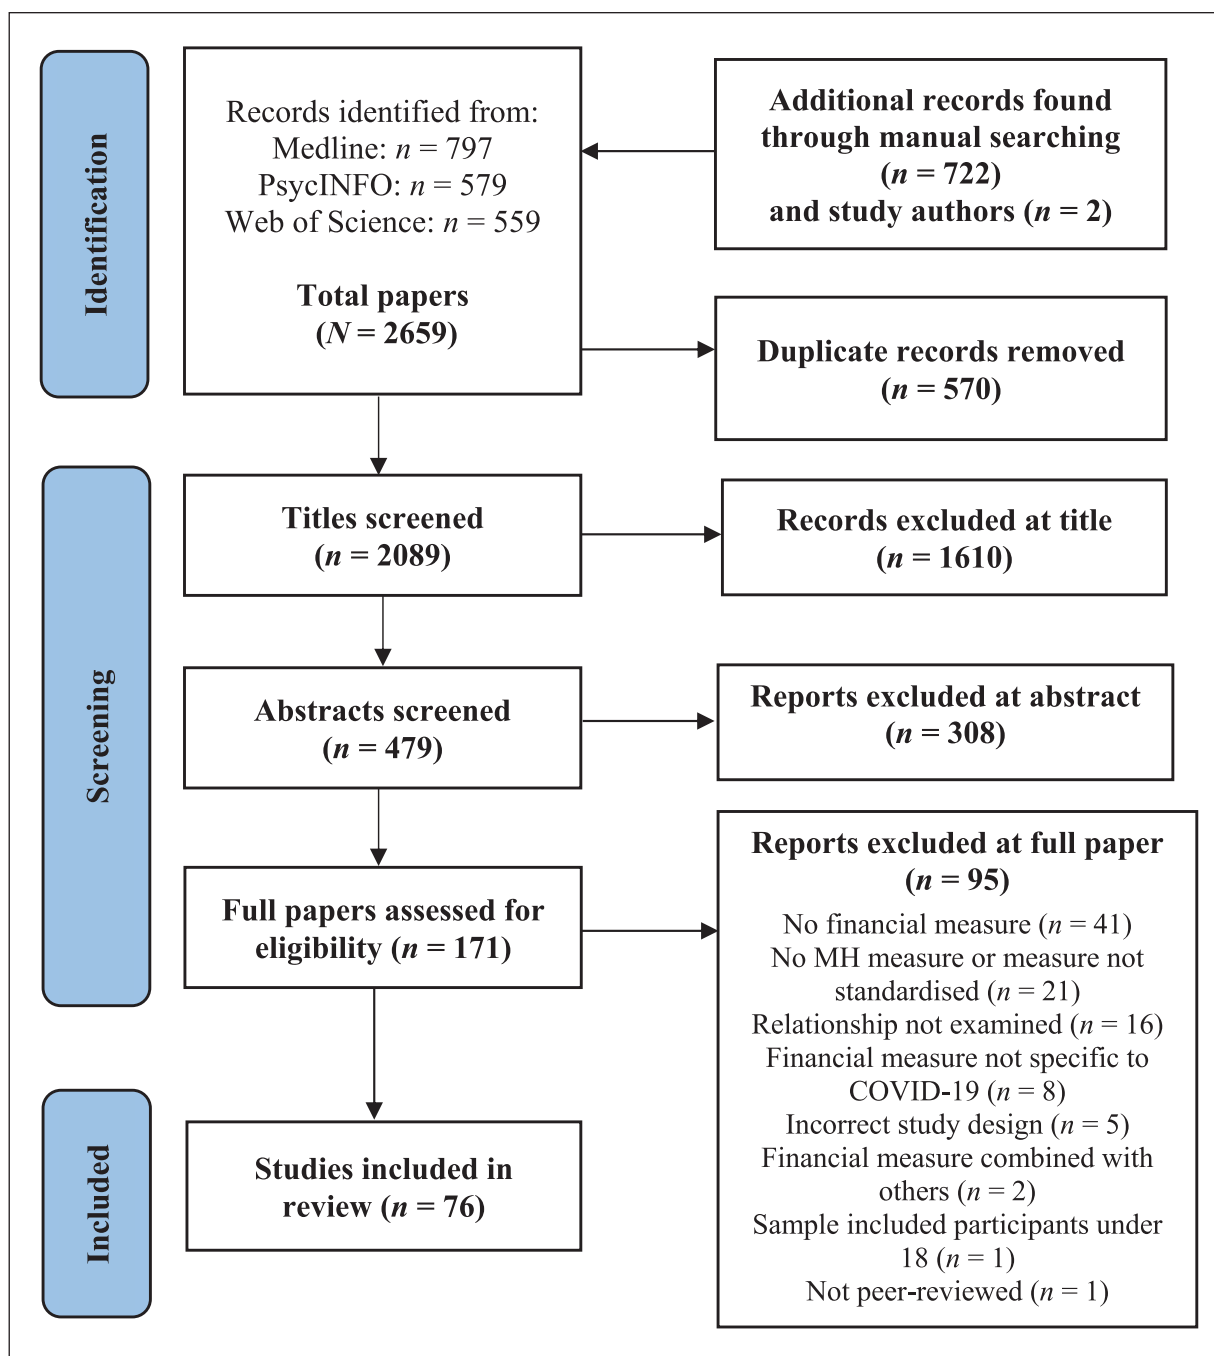 Identification
Records identified from:
Medline: n = 797
PsycINFO: n = 579
Web of Science: n = 559
Total papers
(N = 2659)
Additional records found
through manual searching
(n = 722)
and study authors (n = 2)
Duplicate records removed
(n = 570)
Screening
Titles screened
(n = 2089)
Records excluded at title
(n = 1610)
Abstracts screened
(n = 479)
Reports excluded at abstract
(n = 308)
Full papers assessed for
eligibility (n = 171)
Reports excluded at full paper
(n = 95)
No financial measure (n = 41)
No MH measure or measure not
standardised (n = 21)
Relationship not examined (n = 16)
Financial measure not specific to
COVID-19 (n = 8)
Incorrect study design (n = 5)
Financial measure combined with
others (n = 2)
Sample included participants under
18 (n = 1)
Not peer-reviewed (n = 1)
Included
Studies included in
review (n = 76)